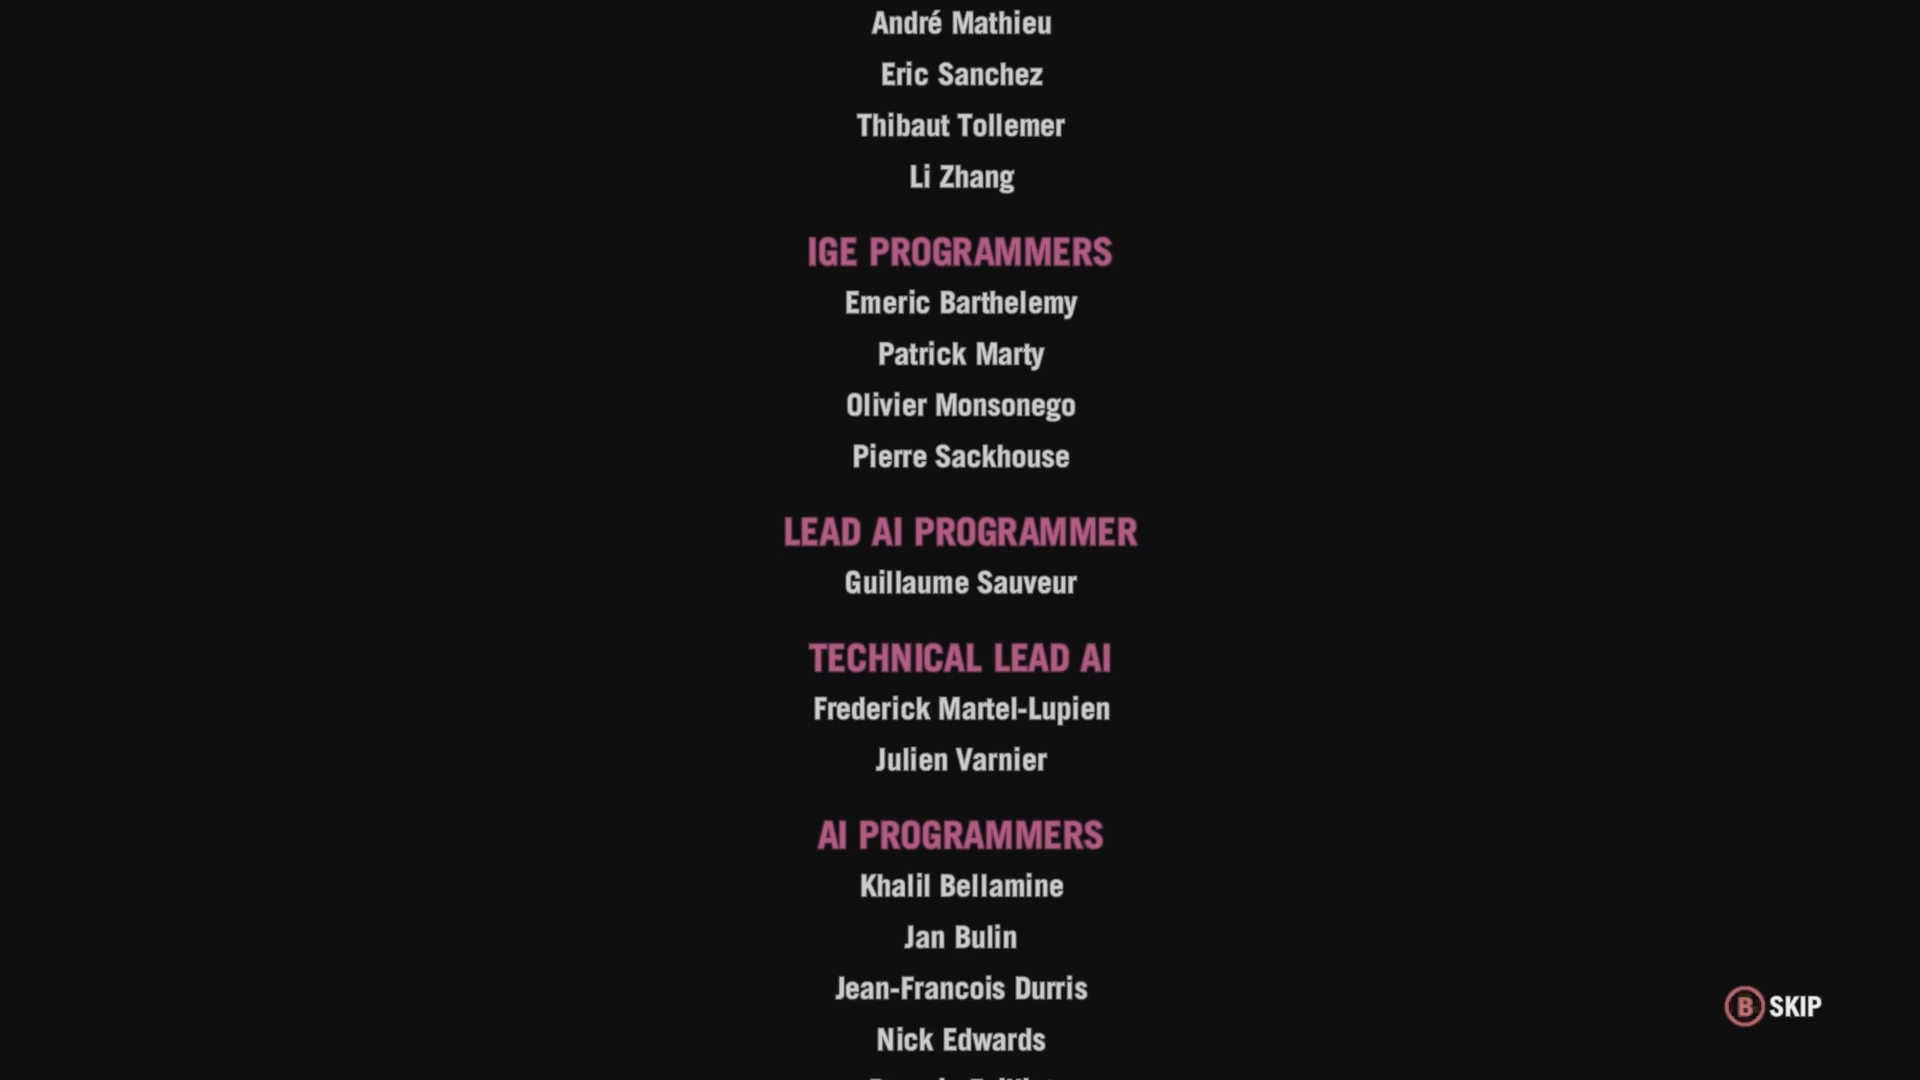 André Mathieu
Eric Sanchez
Thibaut Tollemer
Li Zhang
IGE PROGRAMMERS
Emeric Barthelemy
Patrick Marty
Olivier Monsonego
Pierre Sackhouse
LEAD AI PROGRAMMER
Guillaume Sauveur
TECHNICAL LEAD AI
Frederick Martel-Lupien
Julien Varnier
AI PROGRAMMERS
Khalil Bellamine
Jan Bulin
Jean-Francois Durris
Nick Edwards
B SKIP